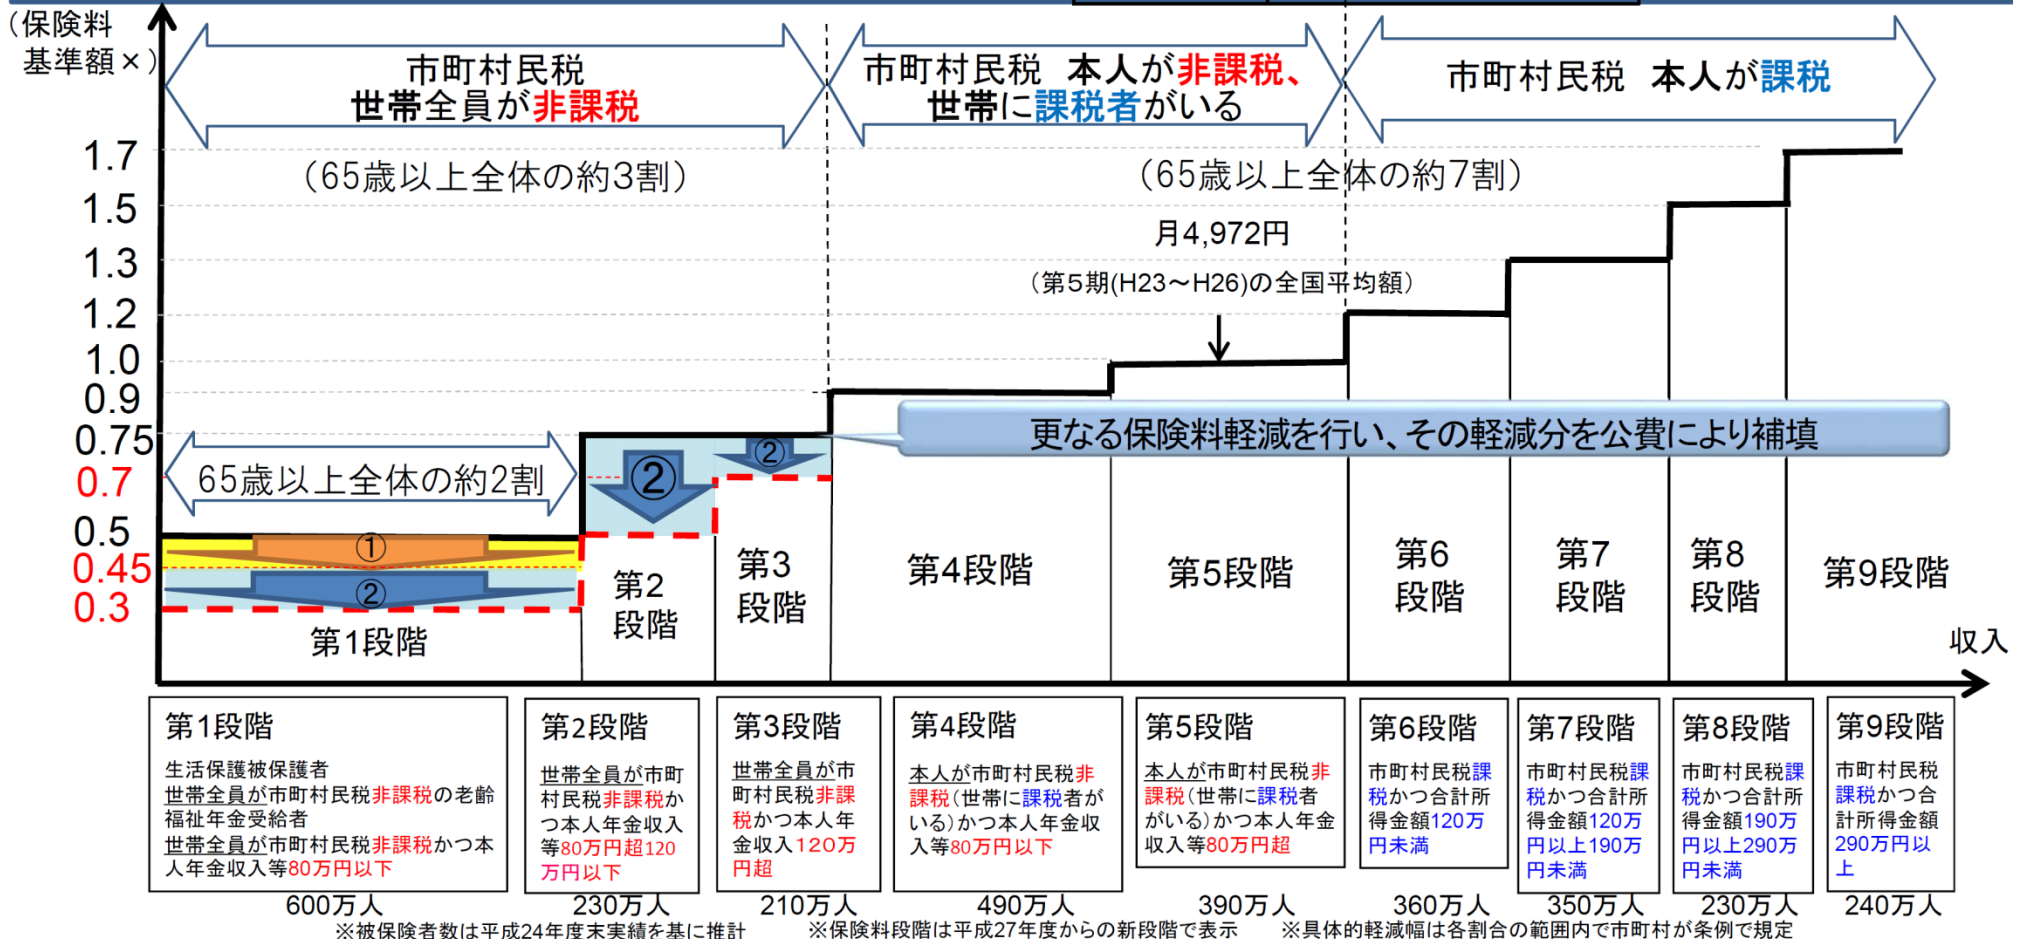 (保険料
基準額×)
市町村民税
世帯全員が非課税
市町村民税 本人が非課税、
世帯に課税者がいる
市町村民税 本人が課税
(65歳以上全体の約3割)
(65歳以上全体の約7割)
1.7
1.5
1.3
1.2
1.0
0.9
0.75
0.7
0.5
0.45
0.3
月4,972円
(第5期(H23~H26)の全国平均額)
更なる保険料軽減を行い、その軽減分を公費により補填
65歳以上全体の約2割
①
②
②
②
第1段階
第2
段階
第3
段階
第4段階
第5段階
第6
段階
第7
段階
第8
段階
第9段階
収入
第1段階
生活保護被保護者
世帯全員が市町村民税非課税の老齢
福祉年金受給者
世帯全員が市町村民税非課税かつ本
人年金収入等80万円以下
600万人
第2段階
世帯全員が市町
村民税非課税か
つ本人年金収入
等80万円超120
万円以下
230万人
第3段階
世帯全員が市
町村民税非課
税かつ本人年
金収入120万
円超
210万人
第4段階
本人が市町村民税非
課税(世帯に課税者が
いる)かつ本人年金収
入等80万円以下
490万人
第5段階
本人が市町村民税非
課税(世帯に課税者
がいる)かつ本人年金
収入等80万円超
390万人
第6段階
市町村民税課
税かつ合計所
得金額120万
円未満
360万人
第7段階
市町村民税課
税かつ合計所
得金額120万
円以上190万
円未満
350万人
第8段階
市町村民税課
税かつ合計所
得金額190万
円以上290万
円未満
230万人
第9段階
市町村民税
課税かつ合
計所得金額
290万円以
上
240万人
※被保険者数は平成24年度末実績を基に推計 ※保険料段階は平成27年度からの新段階で表示 ※具体的軽減幅は各割合の範囲内で市町村が条例で規定